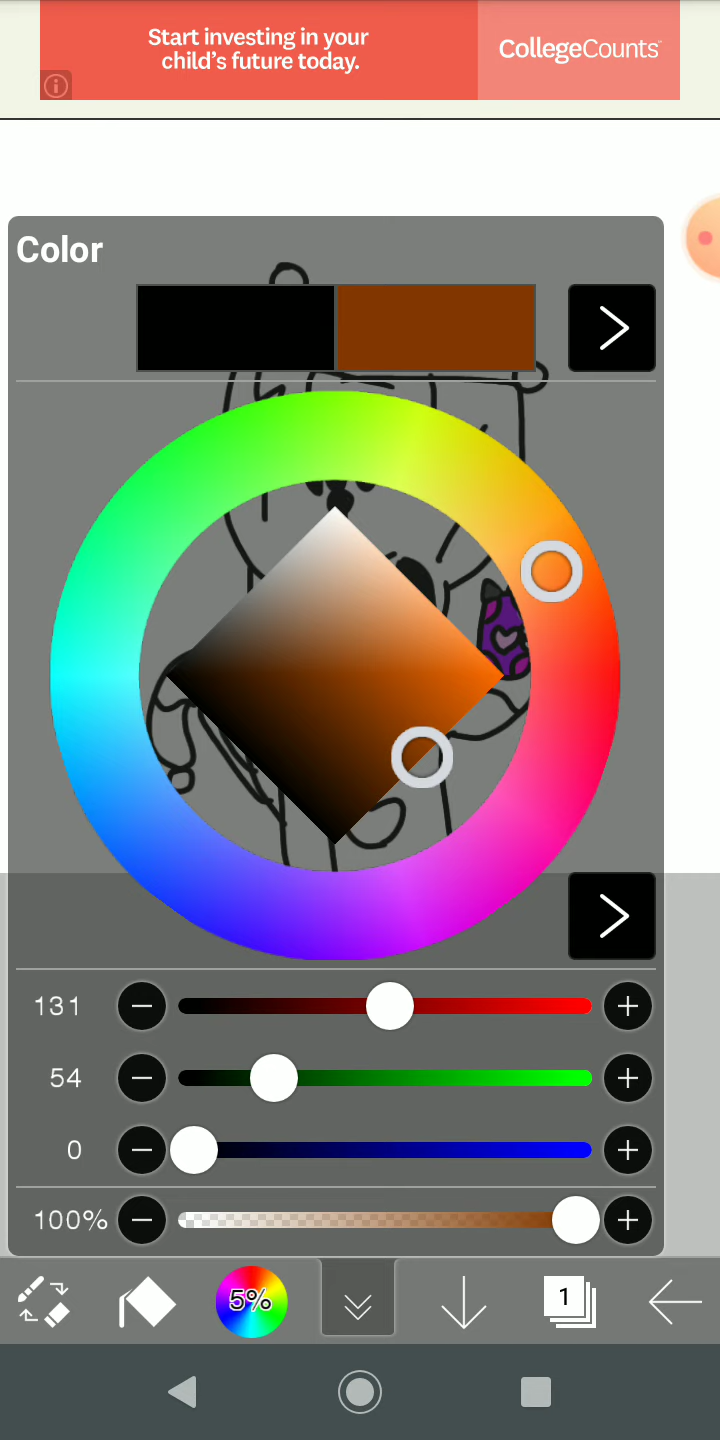 Start investing in your
child's future today.
CollegeCounts
Color
131
54
0
100%
5%
1